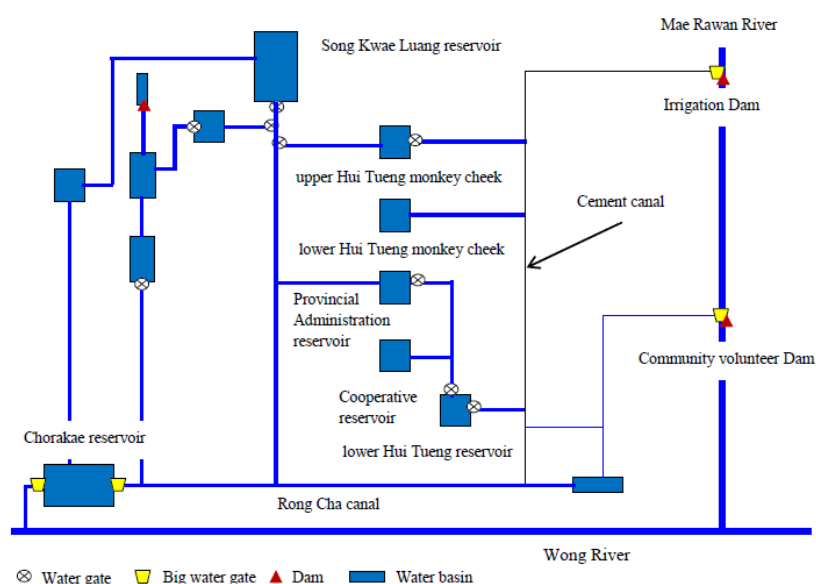 Song Kwae Luang reservoir
Mae Rawan River
Irrigation Dam
upper Hui Tueng monkey cheek
Cement canal
lower Hui Tueng monkey cheek
Provincial
Administration
reservoir
Community volunteer Dam
Cooperative
reservoir
lower Hui Tueng reservoir
Chorakae reservoir
Rong Cha canal
Wong River
Water gate
Big water gate
Dam
Water basin